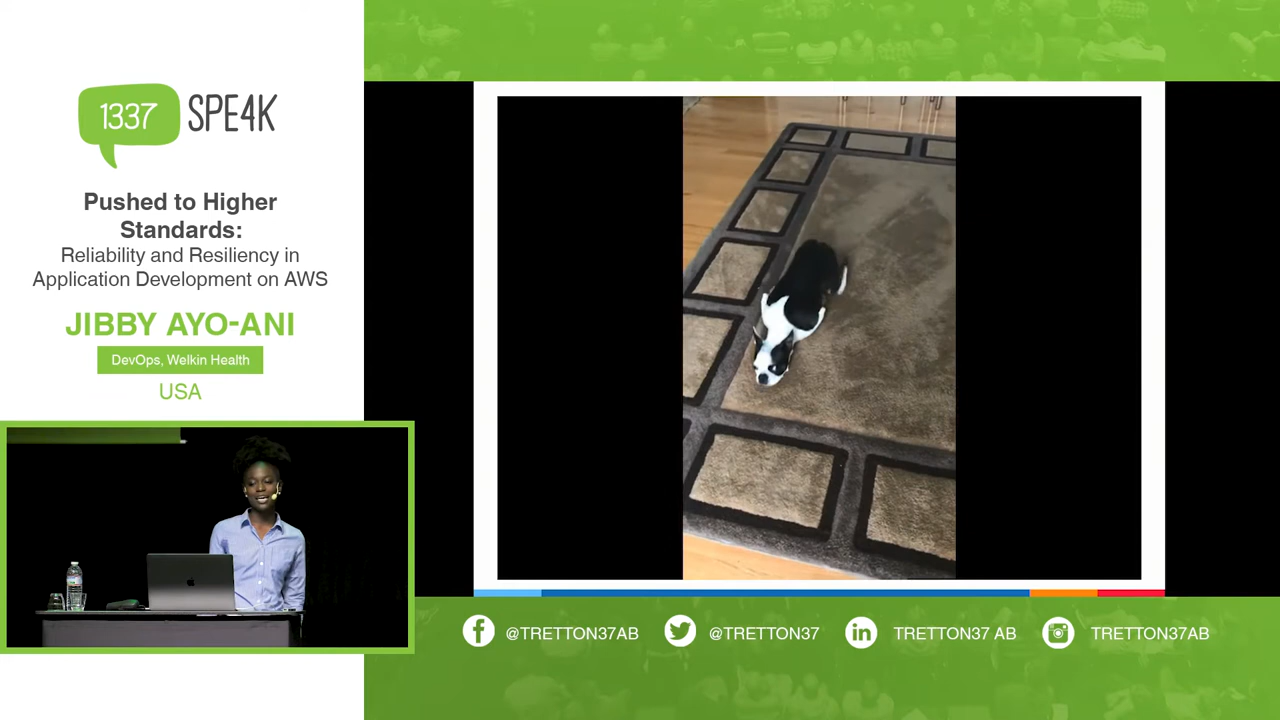 1337 SPE4K
Pushed to Higher
Standards:
Reliability and Resiliency in
Application Development on AWS
JIBBY AYO-ANI
DevOps, Welkin Health
USA
@TRETTON37AB
@TRETTON37
TRETTON37 AB
TRETTON37AB